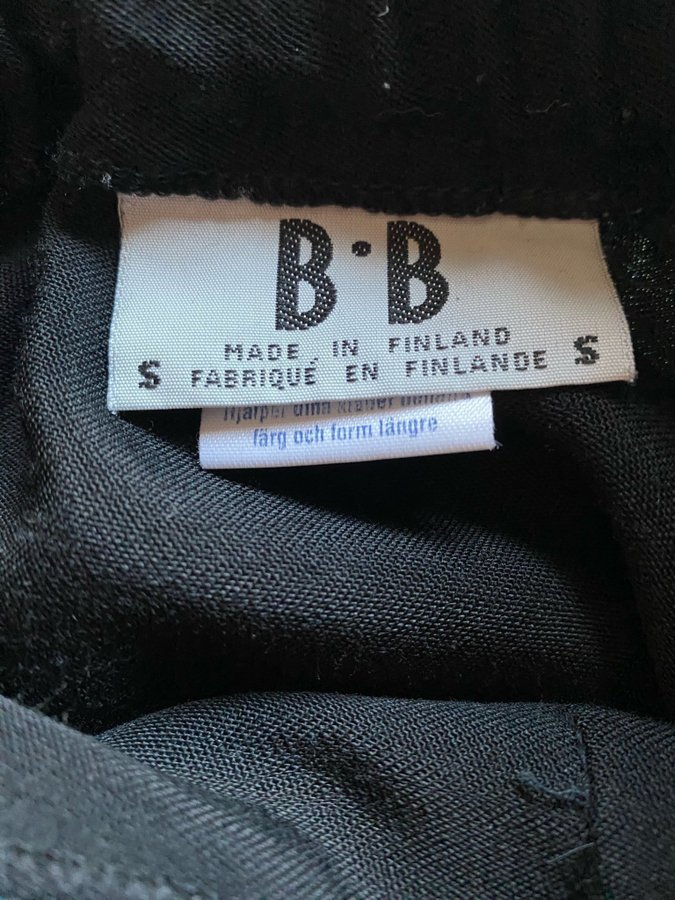 B·B
MADE IN FINLAND
S FABRIQUÉ EN FINLANDE S
färg och form längre